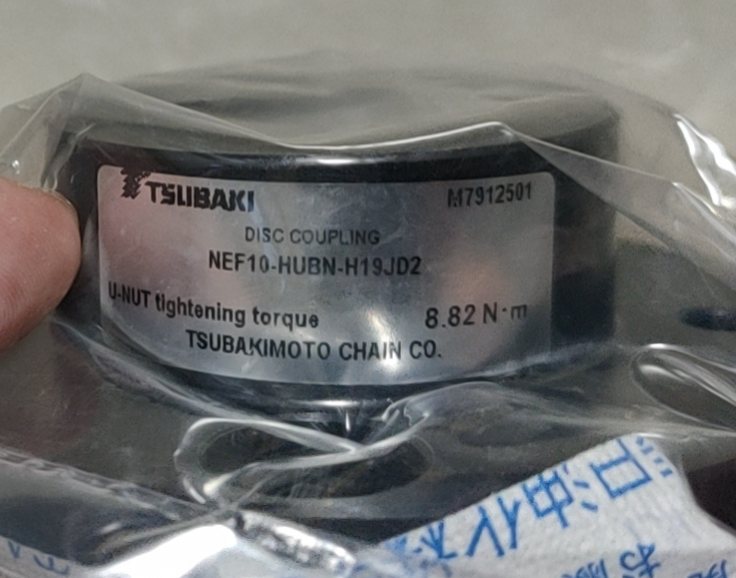 TSUBAKI
M7912501
DISC COUPLING
NEF10-HUBN-H19JD2
U-NUT tightening torque 8.82 N·m
TSUBAKIMOTO CHAIN CO.